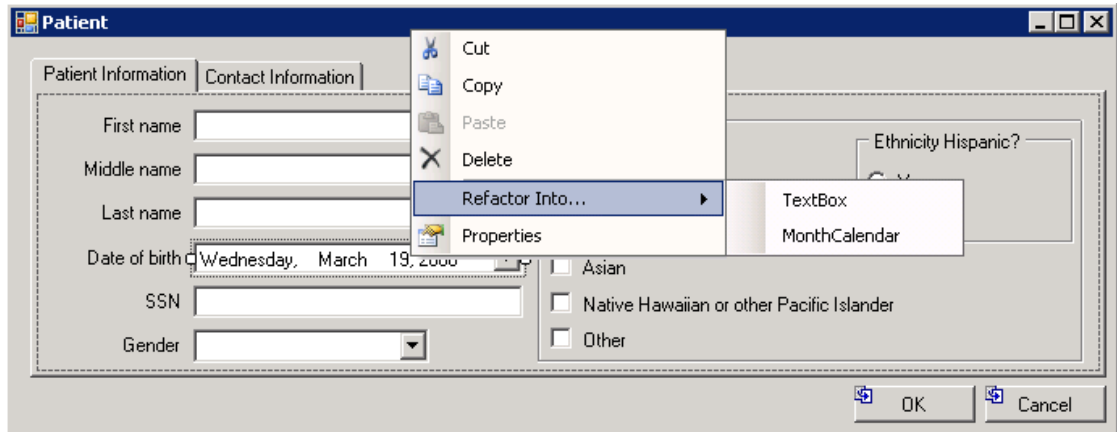 Patient
Patient Information
Contact Information
First name
Middle name
Last name
Date of birth
Wednesday, March 19, 2000
SSN
Gender
Cut
Copy
Paste
Delete
Refactor Into...
Properties
TextBox
MonthCalendar
Ethnicity Hispanic?
Asian
Native Hawaiian or other Pacific Islander
Other
OK
Cancel